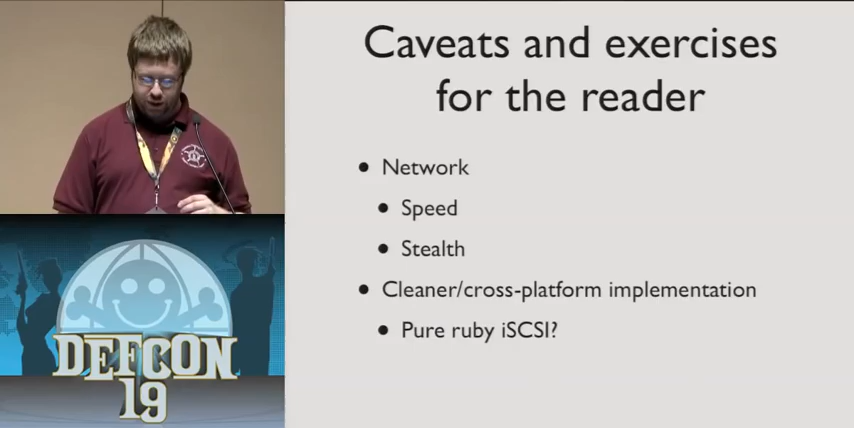 Caveats and exercises
for the reader
• Network
• Speed
• Stealth
• Cleaner/cross-platform implementation
• Pure ruby iSCSI?
DEFCON
19